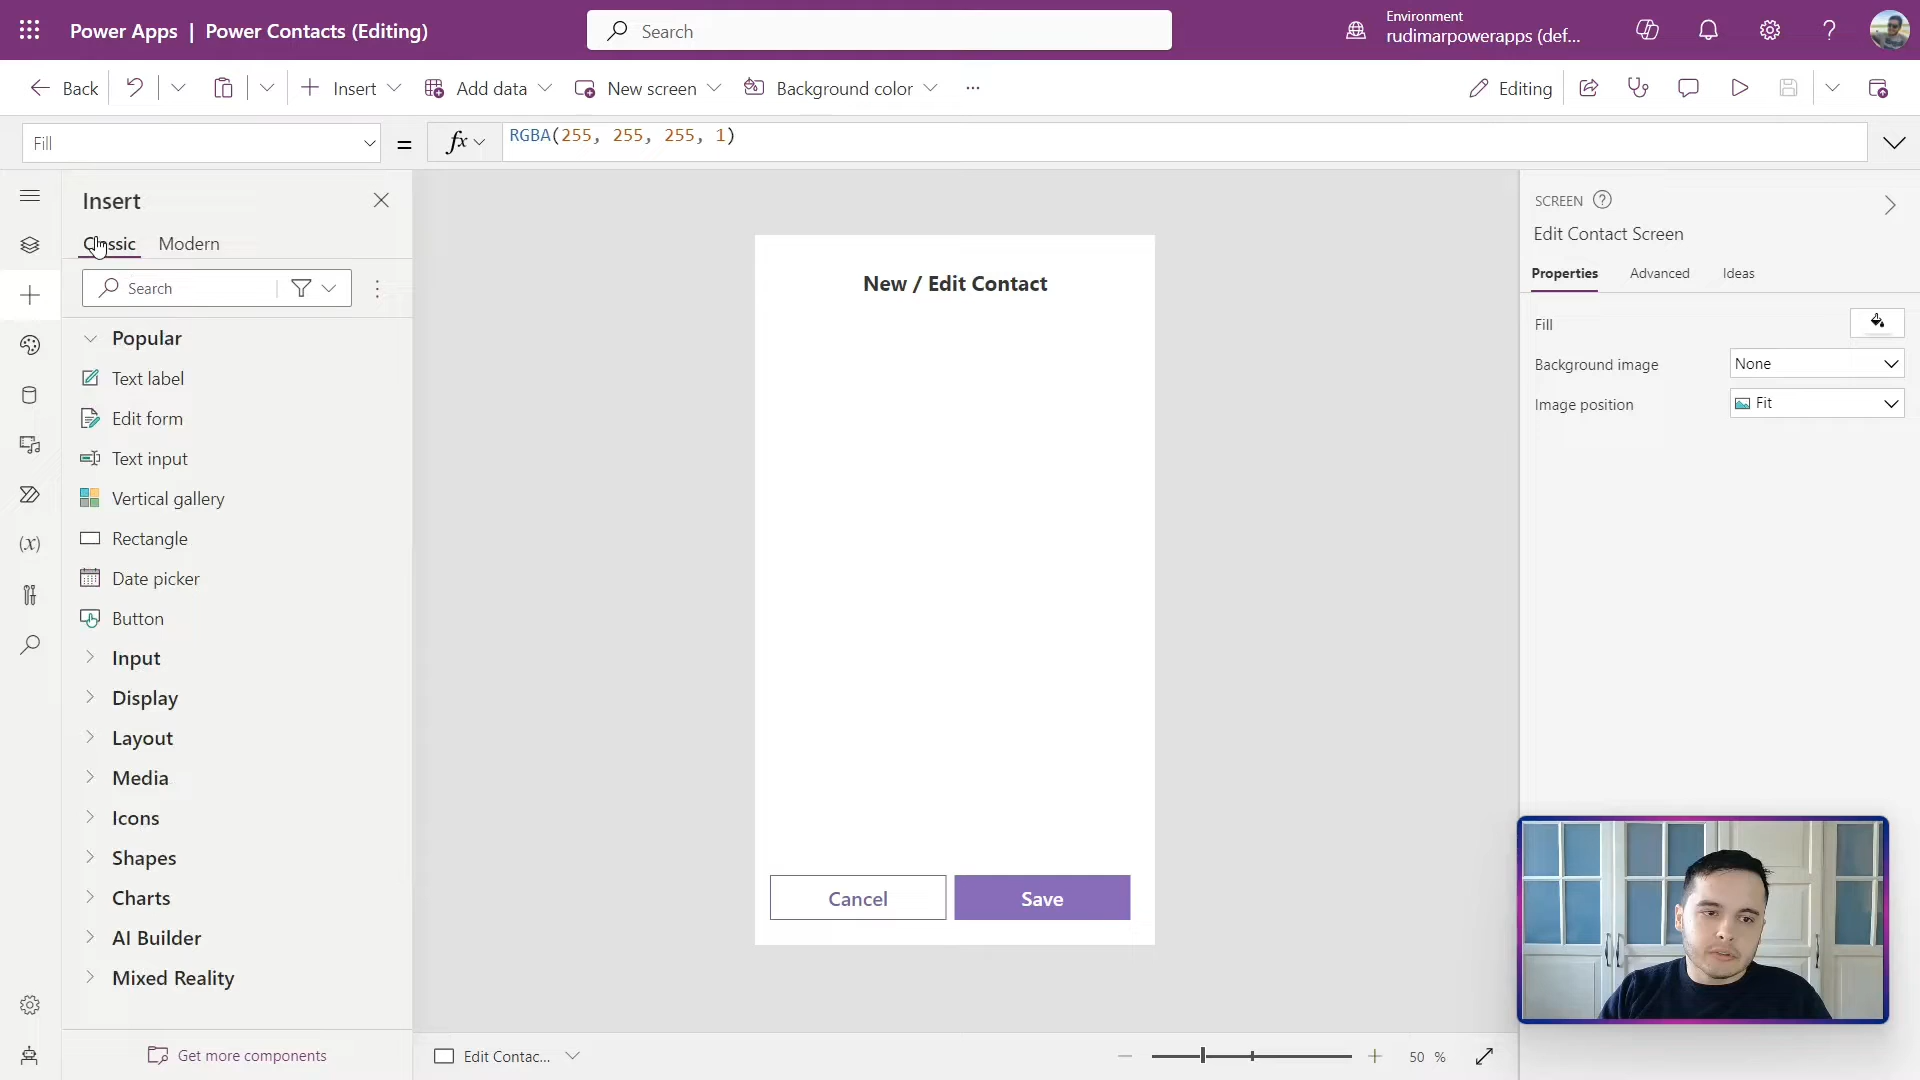 Power Apps | Power Contacts (Editing)
Search
Environment
rudimarpowerapps (def...
Back
Insert
Add data
New screen
Background color
...
Editing
Fill
=
fx
RGBA(255, 255, 255, 1)
Insert
Classic
Modern
Search
Popular
Text label
Edit form
Text input
Vertical gallery
Rectangle
Date picker
Button
Input
Display
Layout
Media
Icons
Shapes
Charts
AI Builder
Mixed Reality
Get more components
New / Edit Contact
Cancel
Save
Edit Contac...
50 %
SCREEN
Edit Contact Screen
Properties
Advanced
Ideas
Fill
Background image
None
Image position
Fit